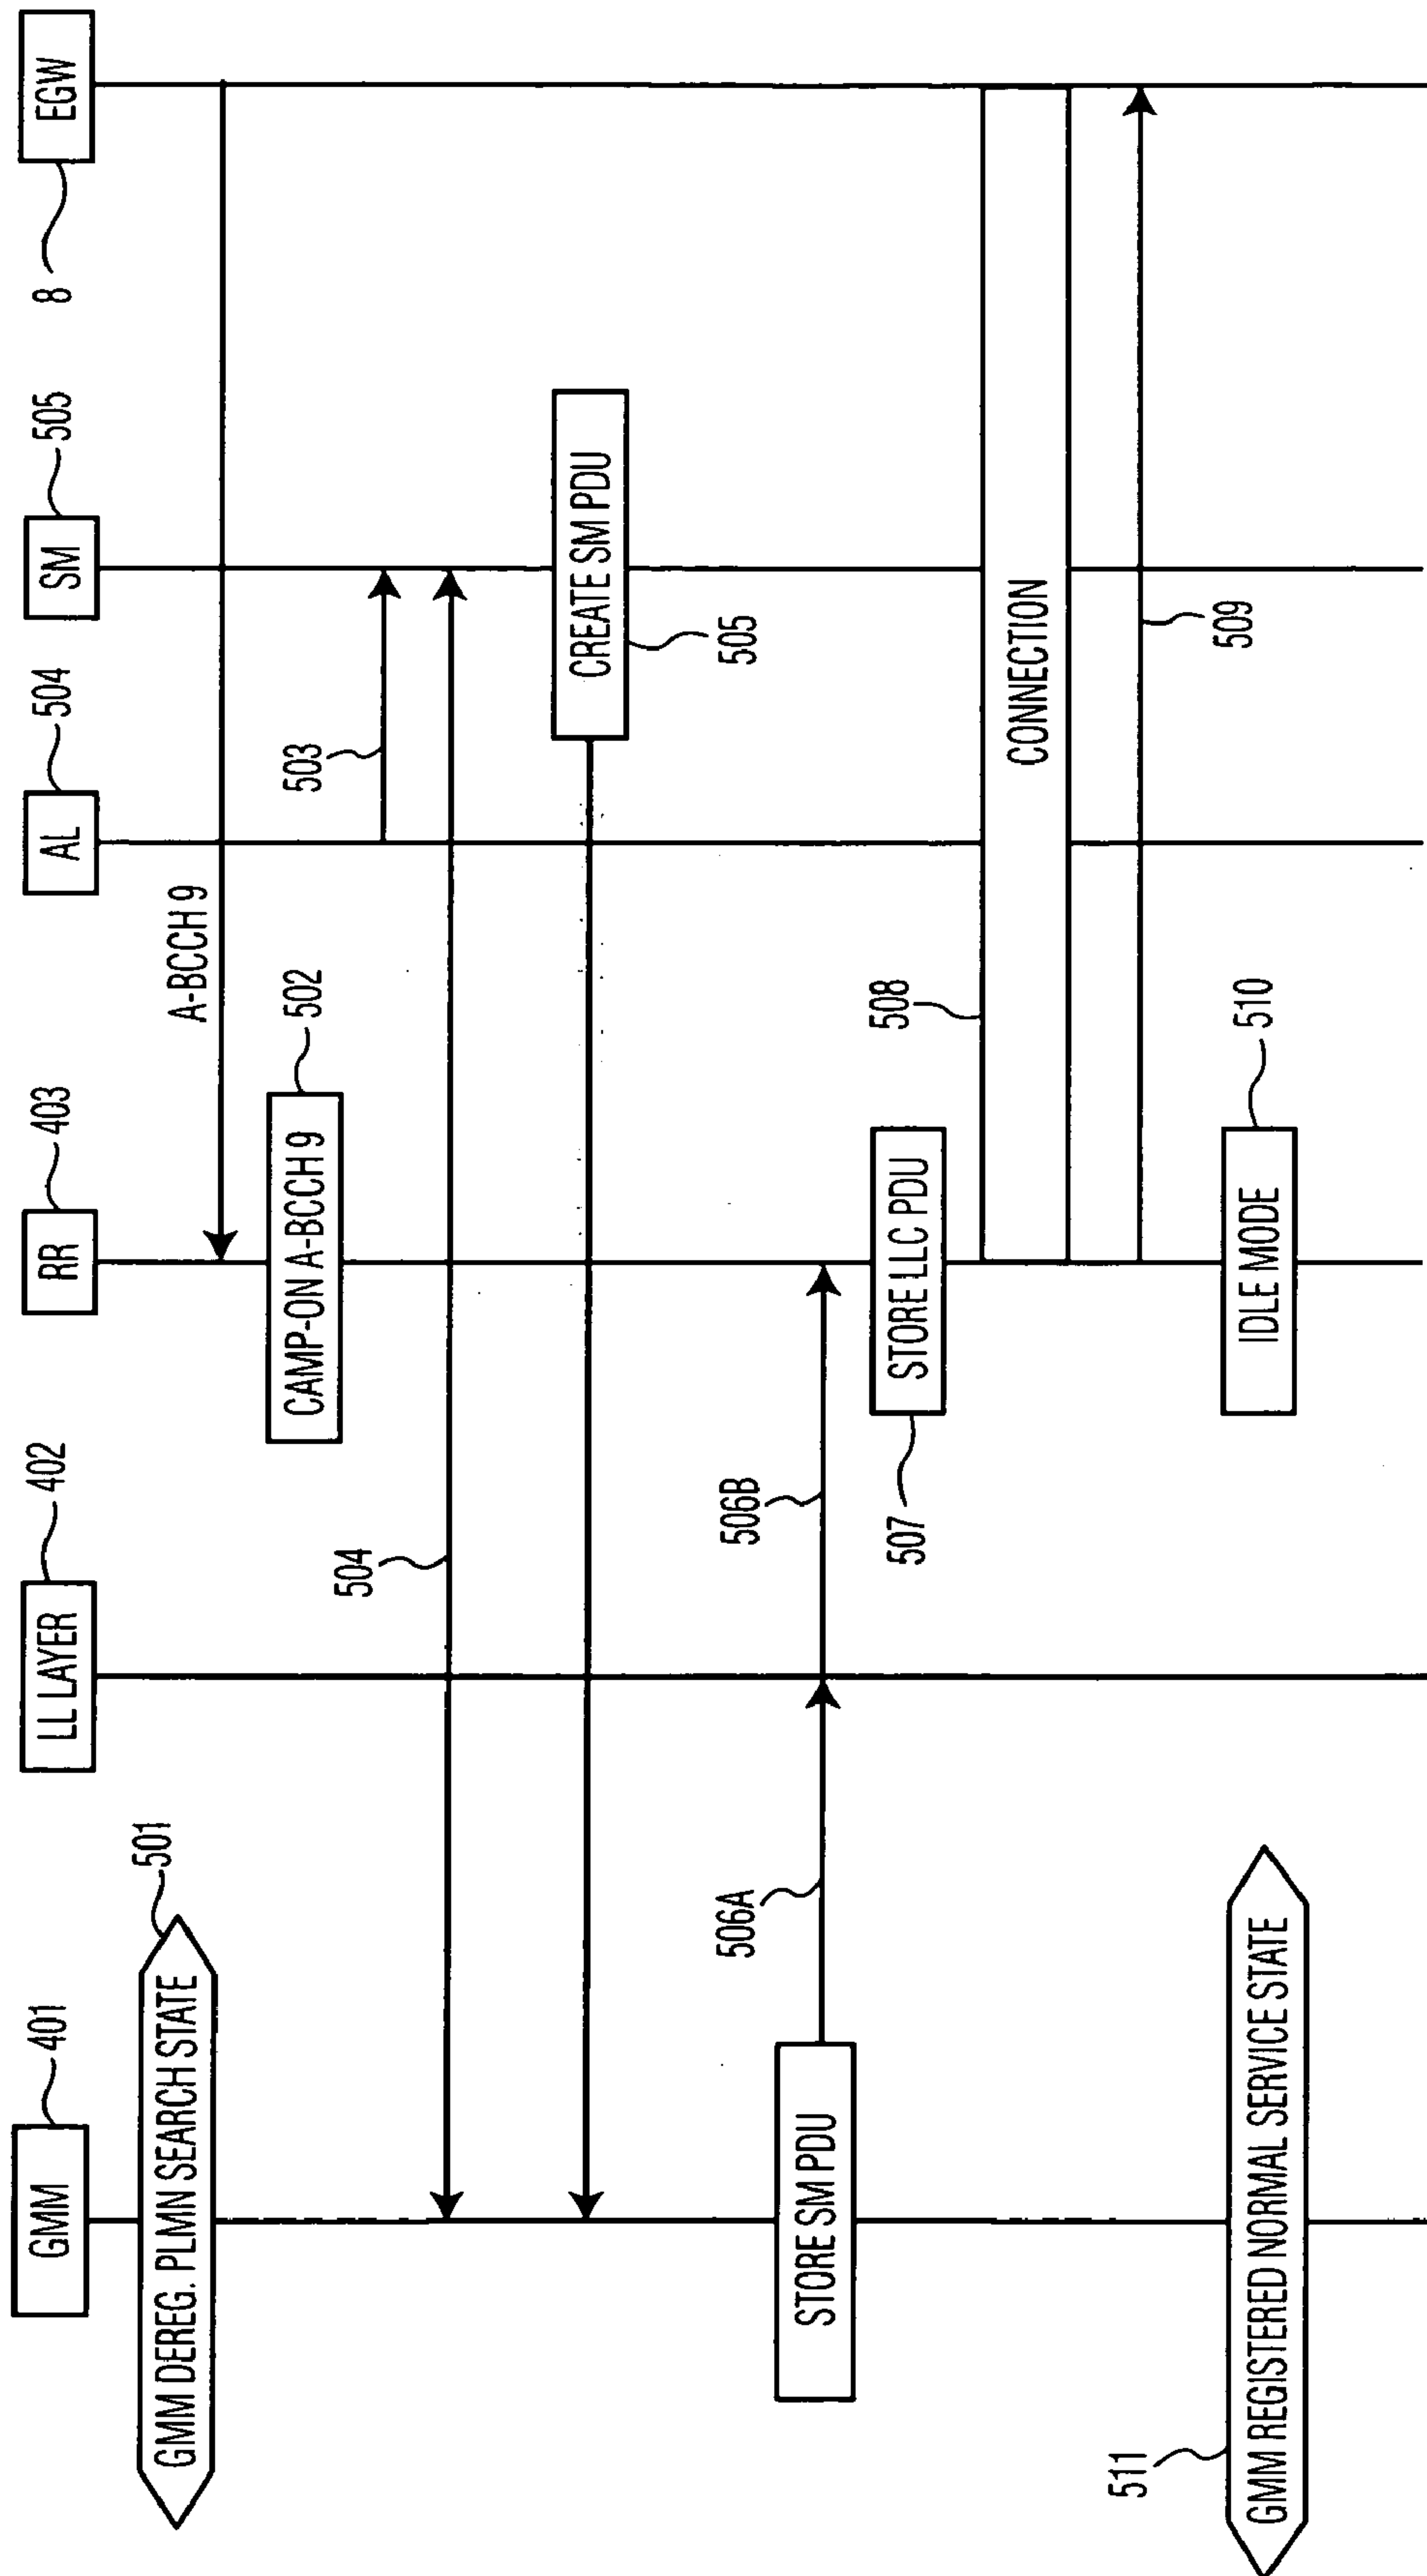 GMM
401
LL LAYER
402
RR
403
AL
504
SM
505
8
EGW
GMM DEREG. PLMN SEARCH STATE
501
A-BCCH 9
CAMP-ON A-BCCH 9
502
503
504
CREATE SM PDU
505
STORE SM PDU
506A
506B
STORE LLC PDU
507
508
CONNECTION
509
511
GMM REGISTERED NORMAL SERVICE STATE
IDLE MODE
510